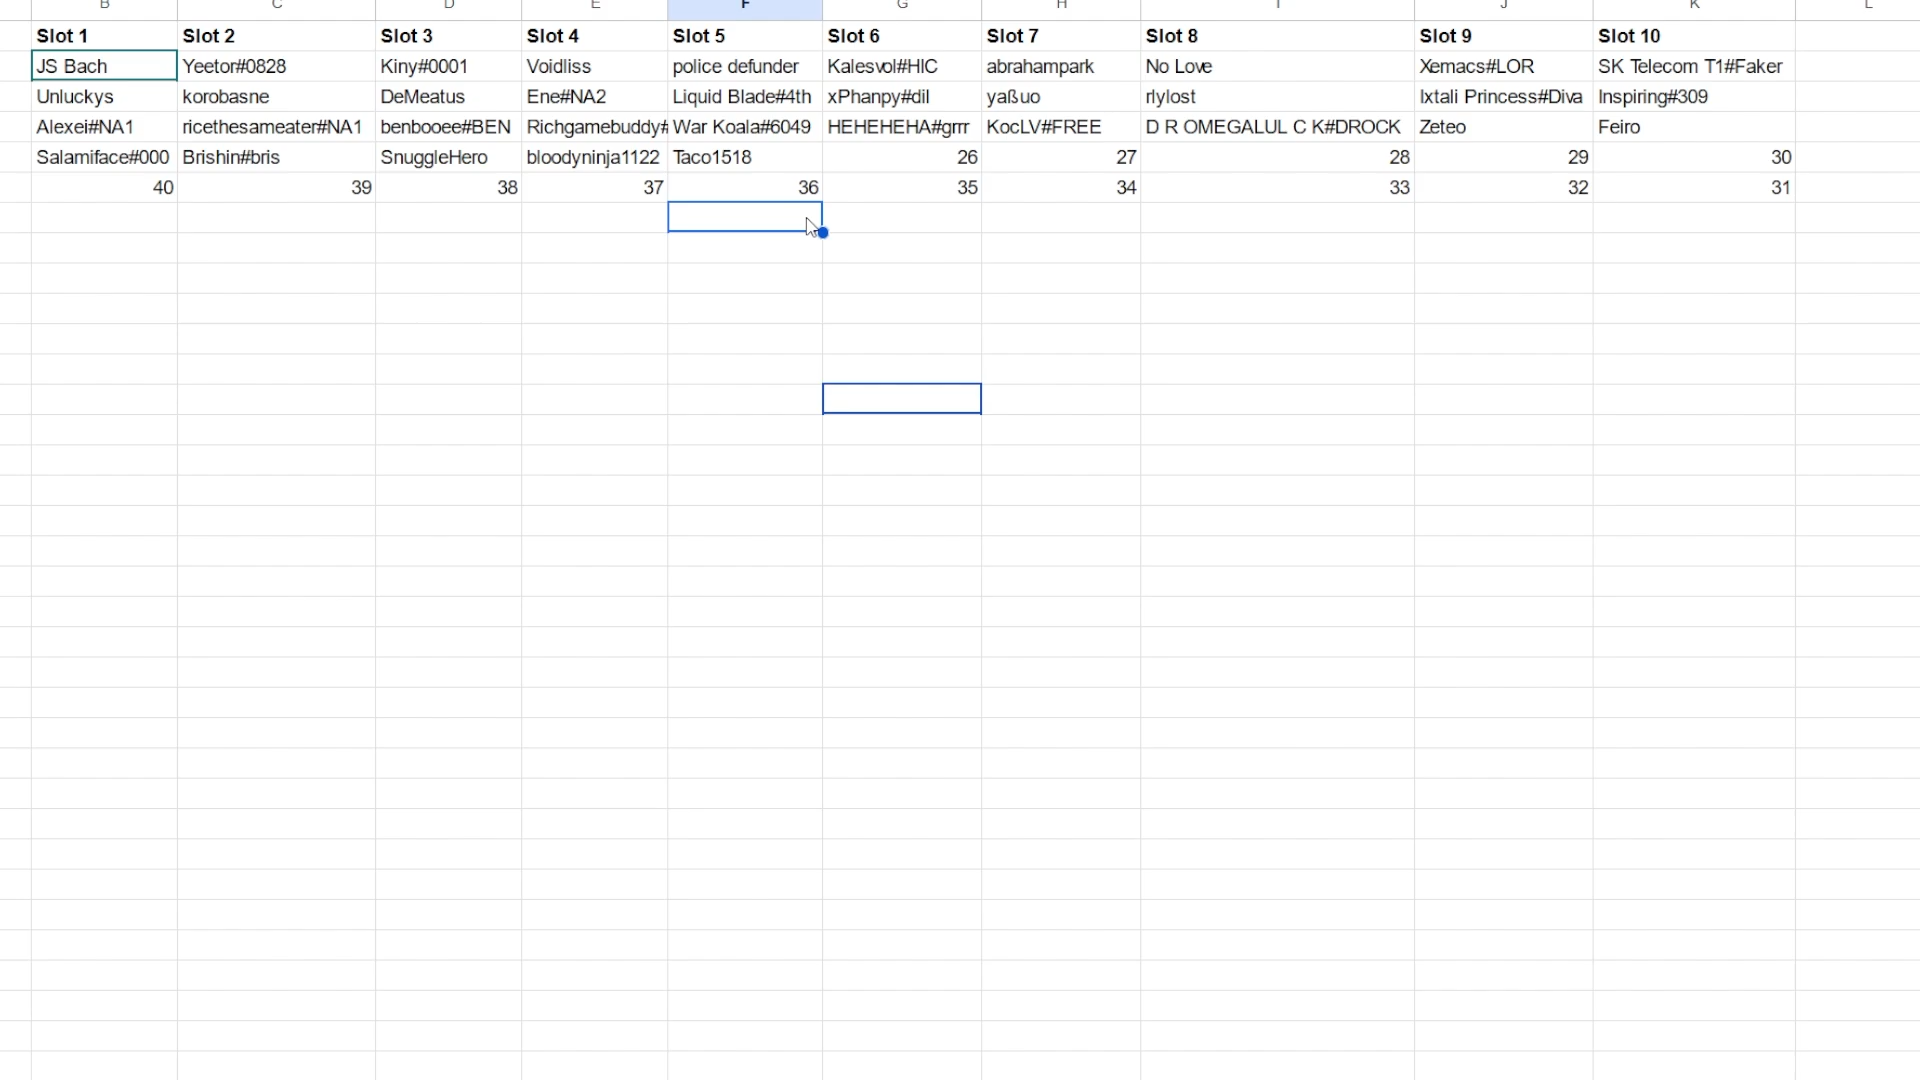 B C D E F G H I J K L
Slot 1 Slot 2 Slot 3 Slot 4 Slot 5 Slot 6 Slot 7 Slot 8 Slot 9 Slot 10
JS Bach Yeetor#0828 Kiny#0001 Voidliss police defunder Kalesvol#HIC abrahampark No Love Xemacs#LOR SK Telecom T1#Faker
Unluckys korobasne DeMeatus Ene#NA2 Liquid Blade#4th xPhanpy#dil yaßuo rlylost Ixtali Princess#Diva Inspiring#309
Alexei#NA1 ricethesameater#NA1 benbooee#BEN Richgamebuddy# War Koala#6049 HEHEHEHA#grrr KocLV#FREE D R OMEGALUL C K#DROCK Zeteo Feiro
Salamiface#000 Brishin#bris SnuggleHero bloodyninja1122 Taco1518 26 27 28 29 30
40 39 38 37 36 35 34 33 32 31